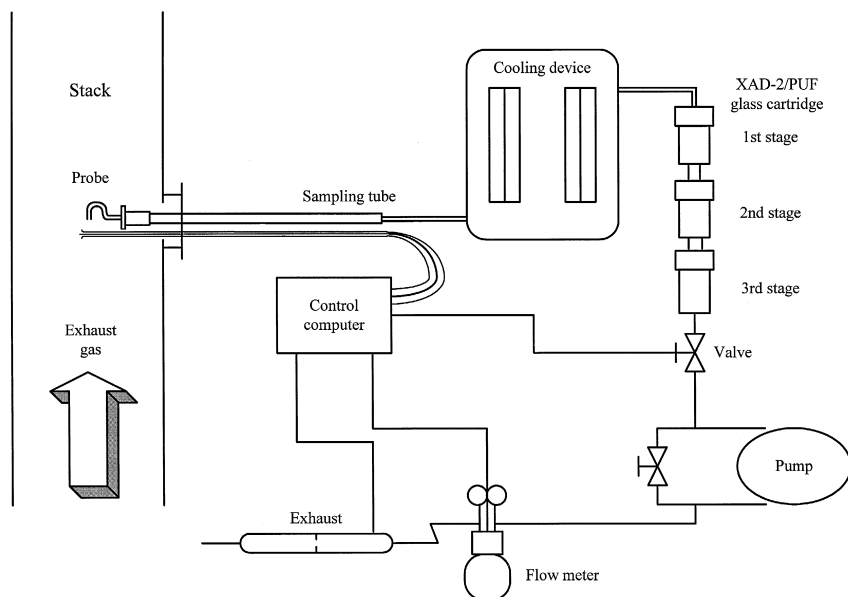 Stack
Probe
Sampling tube
Cooling device
XAD-2/PUF
glass cartridge
1st stage
2nd stage
3rd stage
Control
computer
Exhaust
gas
Valve
Pump
Exhaust
Flow meter